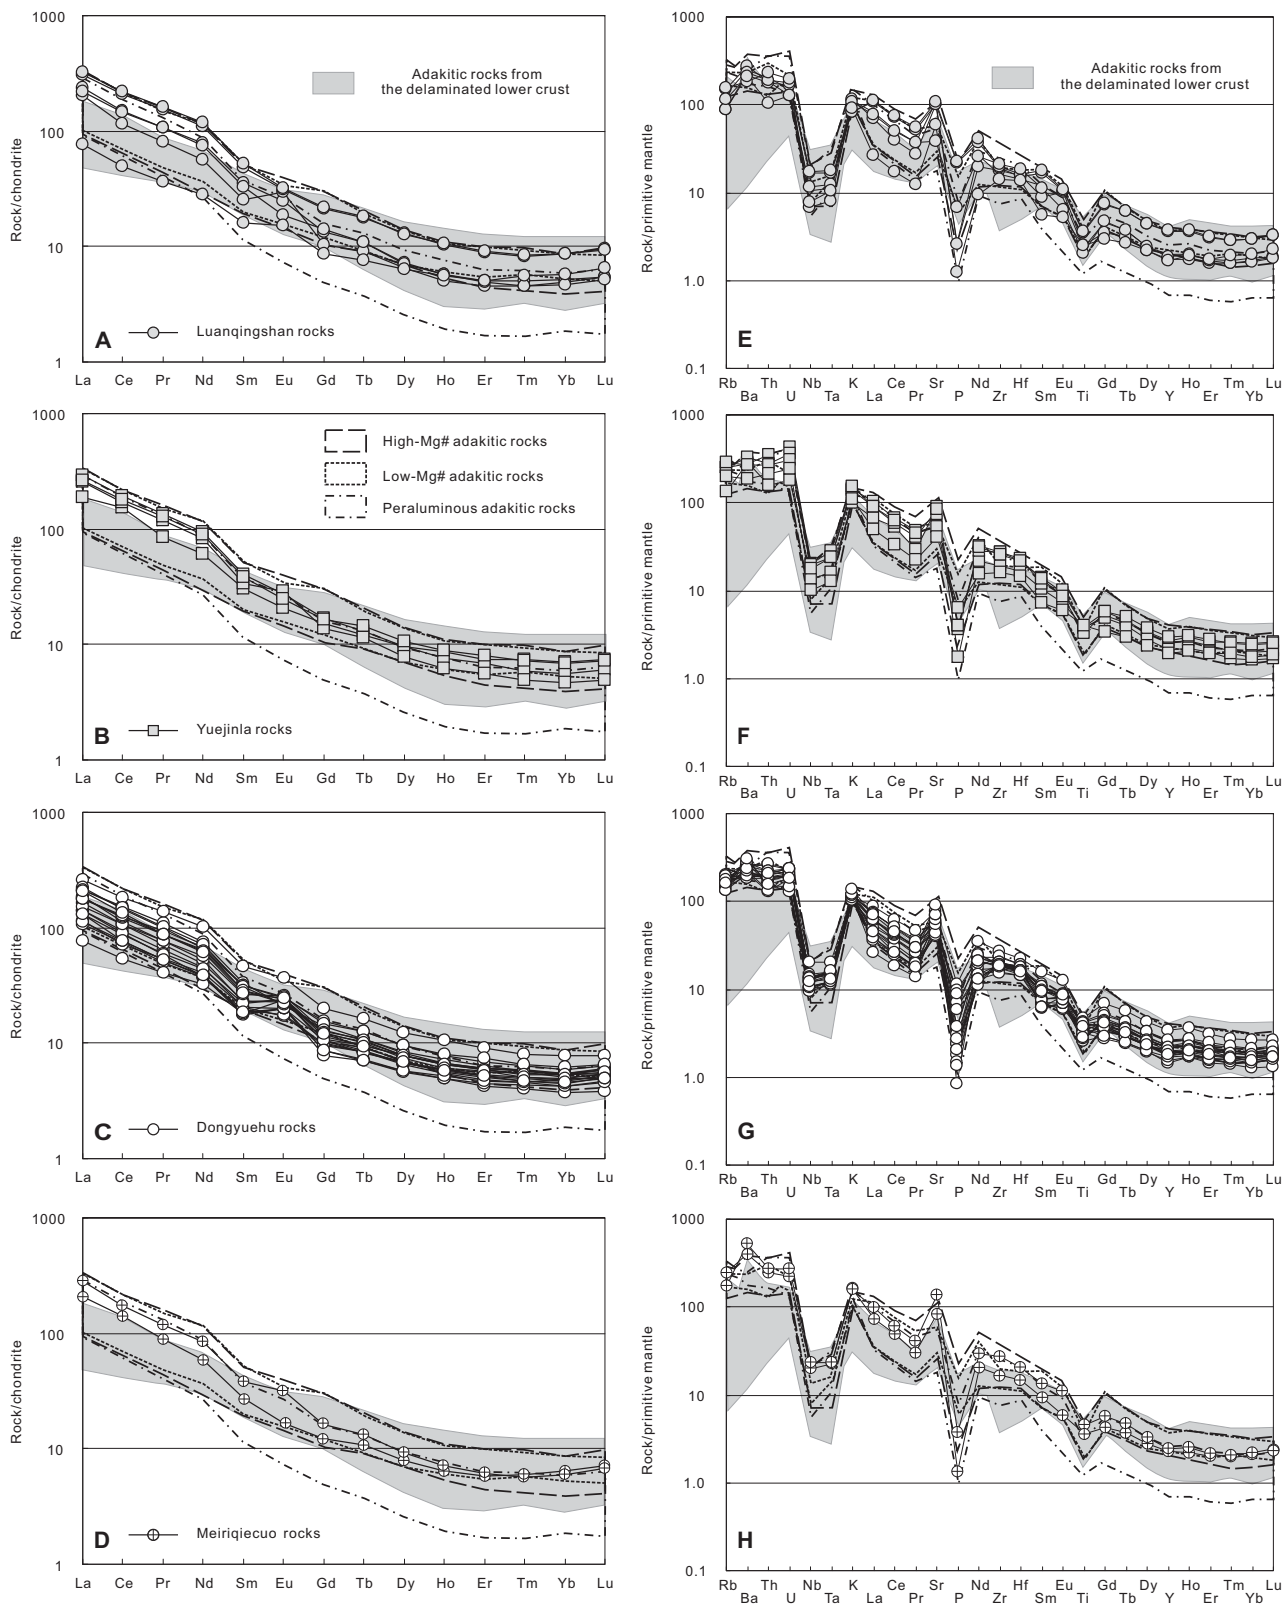 1000
100
10
1
Rock/chondrite
Adakitic rocks from
the delaminated lower crust
A
Luanqingshan rocks
La Ce Pr Nd Sm Eu Gd Tb Dy Ho Er Tm Yb Lu
1000
100
10
1.0
0.1
Rock/primitive mantle
Adakitic rocks from
the delaminated lower crust
E
Rb Th Nb K Ce Sr Nd Hf Eu Gd Dy Ho Tm Lu
Ba U Ta La Pr P Zr Sm Ti Tb Y Er Yb
1000
100
10
1
Rock/chondrite
High-Mg# adakitic rocks
Low-Mg# adakitic rocks
Peraluminous adakitic rocks
B
Yuejinla rocks
La Ce Pr Nd Sm Eu Gd Tb Dy Ho Er Tm Yb Lu
1000
100
10
1.0
0.1
Rock/primitive mantle
F
Rb Th Nb K Ce Sr Nd Hf Eu Gd Dy Ho Tm Lu
Ba U Ta La Pr P Zr Sm Ti Tb Y Er Yb
1000
100
10
1
Rock/chondrite
C
Dongyuehu rocks
La Ce Pr Nd Sm Eu Gd Tb Dy Ho Er Tm Yb Lu
1000
100
10
1.0
0.1
Rock/primitive mantle
G
Rb Th Nb K Ce Sr Nd Hf Eu Gd Dy Ho Tm Lu
Ba U Ta La Pr P Zr Sm Ti Tb Y Er Yb
1000
100
10
1
Rock/chondrite
D
Meiriqiecuo rocks
La Ce Pr Nd Sm Eu Gd Tb Dy Ho Er Tm Yb Lu
1000
100
10
1.0
0.1
Rock/primitive mantle
H
Rb Th Nb K Ce Sr Nd Hf Eu Gd Dy Ho Tm Lu
Ba U Ta La Pr P Zr Sm Ti Tb Y Er Yb